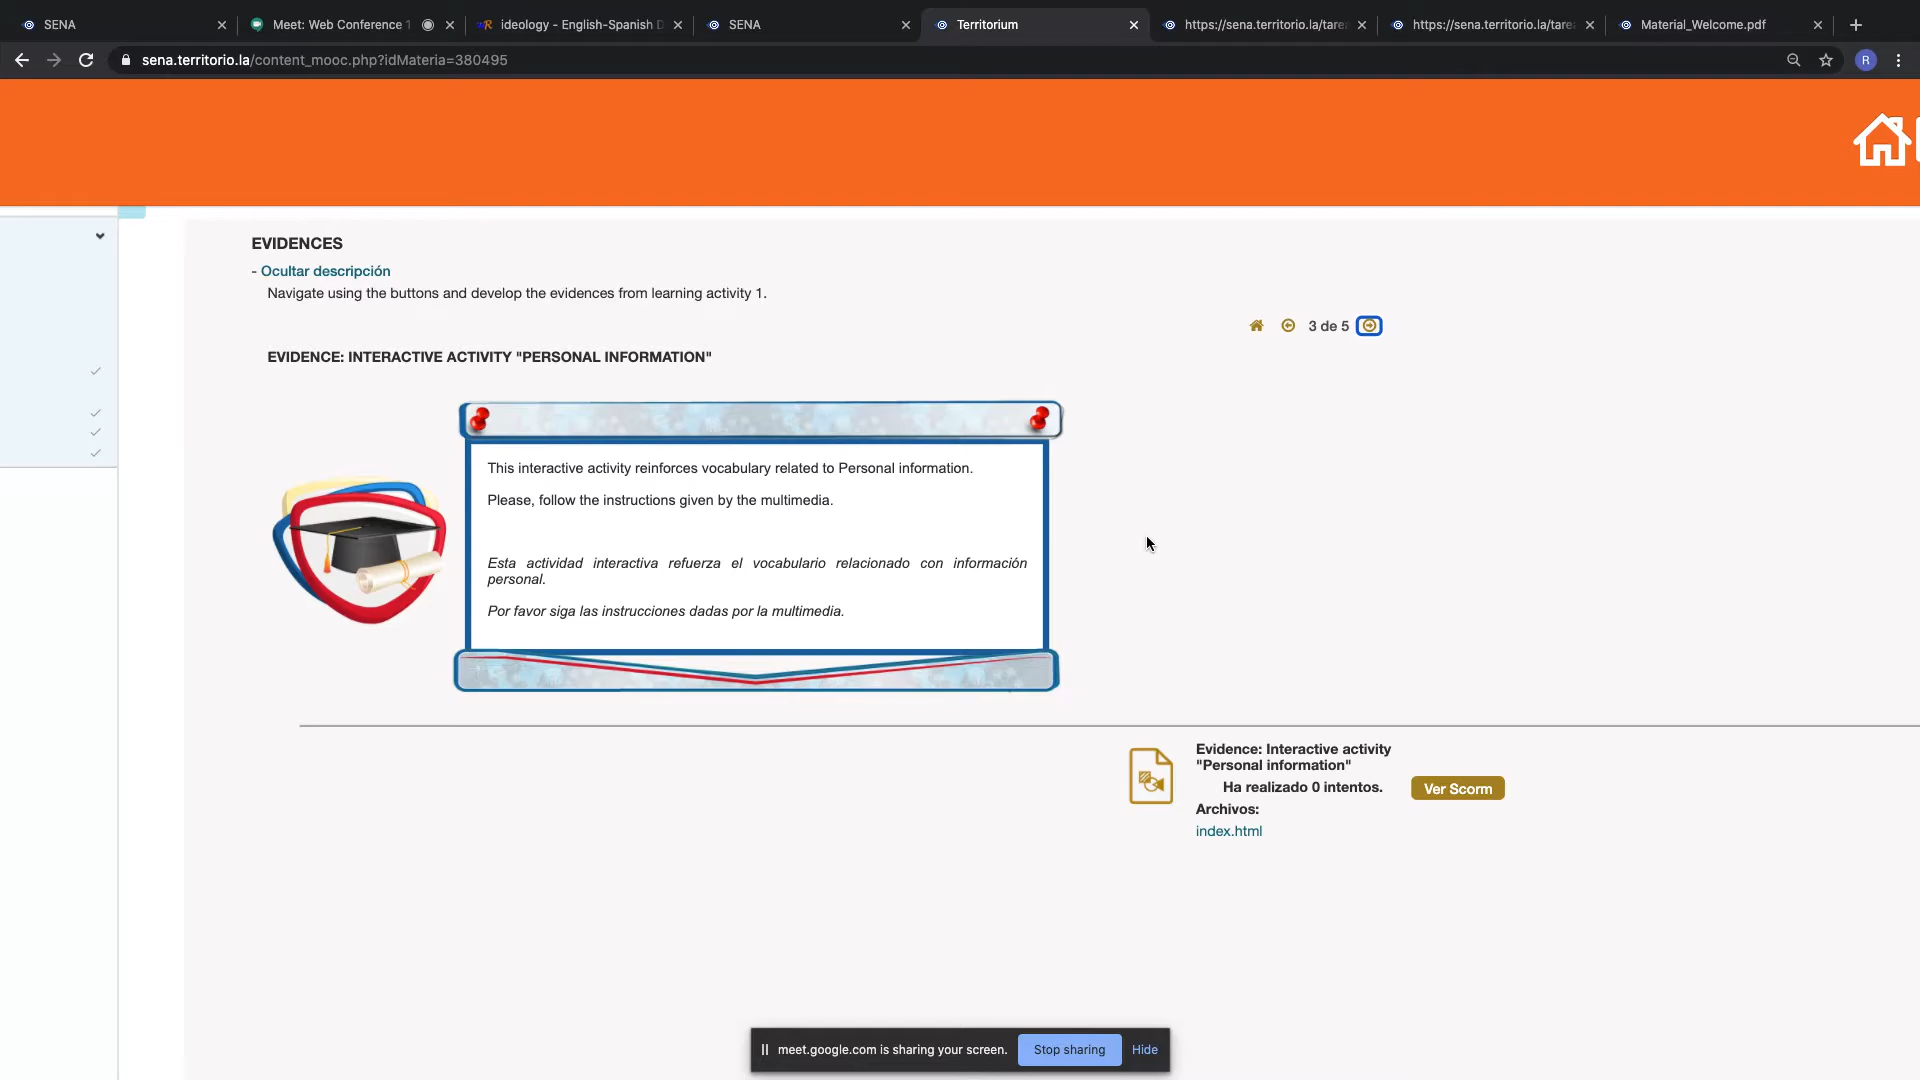 SENA
Meet: Web Conference 1
ideology - English-Spanish D
SENA
Territorium
https://sena.territorio.la/tarea
https://sena.territorio.la/tarea
Material_Welcome.pdf
sena.territorio.la/content_mooc.php?idMateria=380495
R
EVIDENCES
- Ocultar descripción
Navigate using the buttons and develop the evidences from learning activity 1.
3 de 5
EVIDENCE: INTERACTIVE ACTIVITY "PERSONAL INFORMATION"
This interactive activity reinforces vocabulary related to Personal information.
Please, follow the instructions given by the multimedia.
Esta actividad interactiva refuerza el vocabulario relacionado con información
personal.
Por favor siga las instrucciones dadas por la multimedia.
Evidence: Interactive activity
"Personal information"
Ha realizado 0 intentos.
Ver Scorm
Archivos:
index.html
meet.google.com is sharing your screen.
Stop sharing
Hide